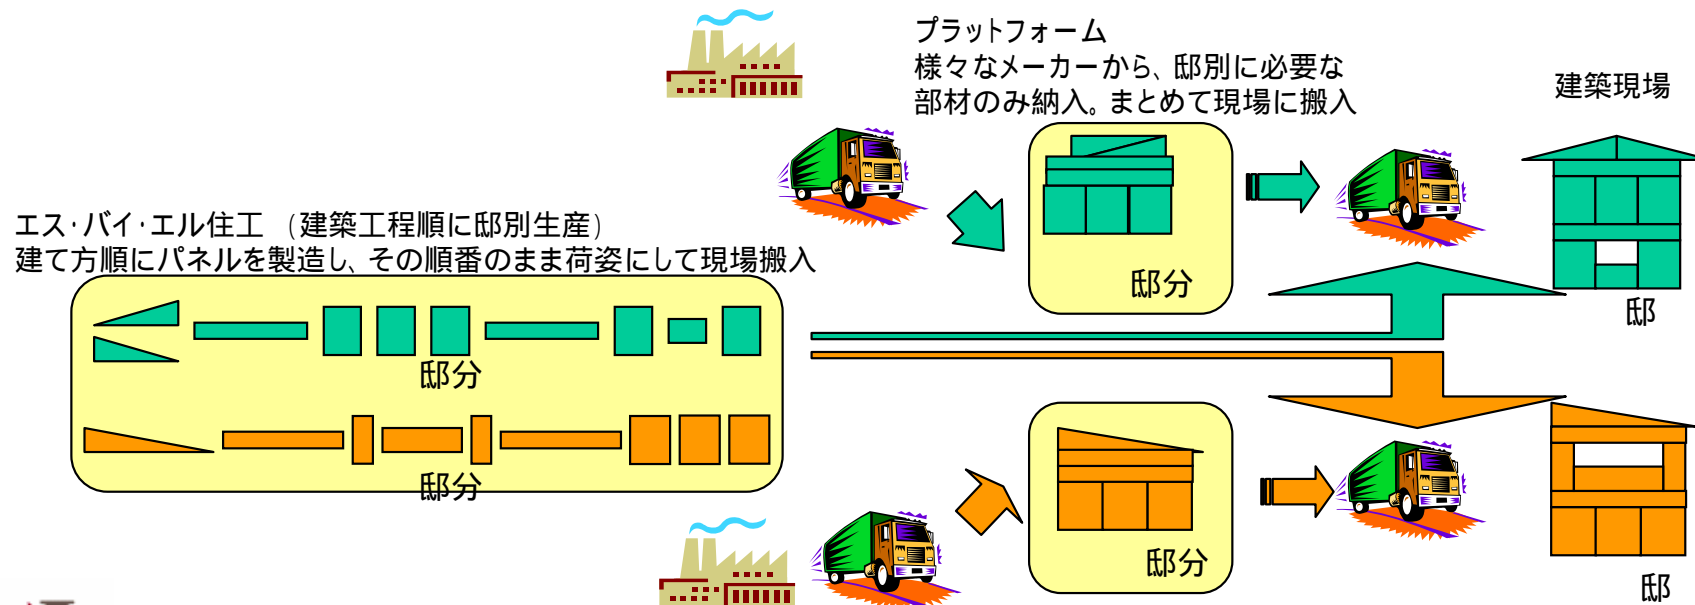 プラットフォーム
様々なメーカーから、邸別に必要な
部材のみ納入。まとめて現場に搬入
建築現場
エス・バイ・エル住工 (建築工程順に邸別生産)
建て方順にパネルを製造し、その順番のまま荷姿にして現場搬入
邸分
邸
邸分
邸分
邸分
邸